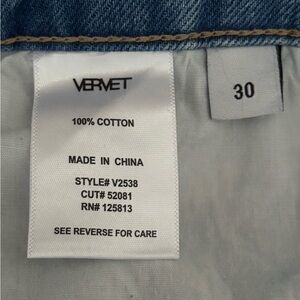 VERVET
30
100% COTTON
MADE IN CHINA
STYLE# V2538
CUT# 52081
RN# 125813
SEE REVERSE FOR CARE